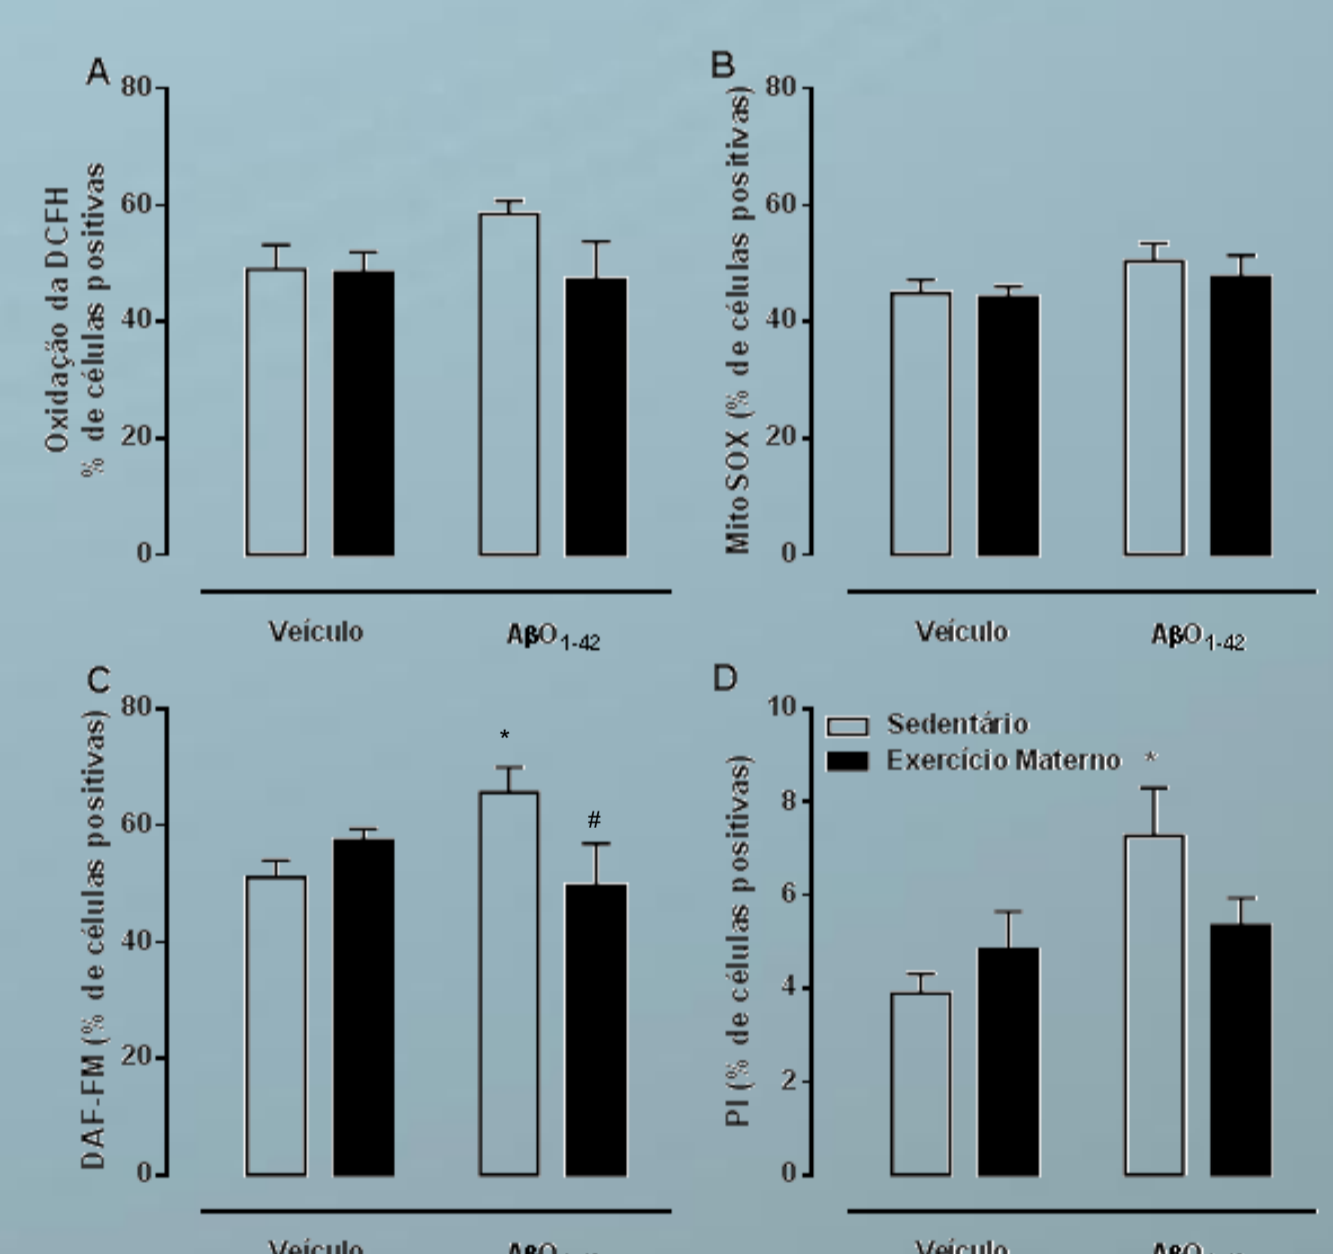 A
80
60
40
20
0
Oxidação da DCFH
% de células positivas
Veículo
AβO1-42
B
80
60
40
20
0
MitoSOX (% de células positivas)
Veículo
AβO1-42
C
80
60
40
20
0
DAF-FM (% de células positivas)
*
#
Veículo
D
10
8
6
4
2
0
PI (% de células positivas)
Sedentário
Exercício Materno
*
Veículo